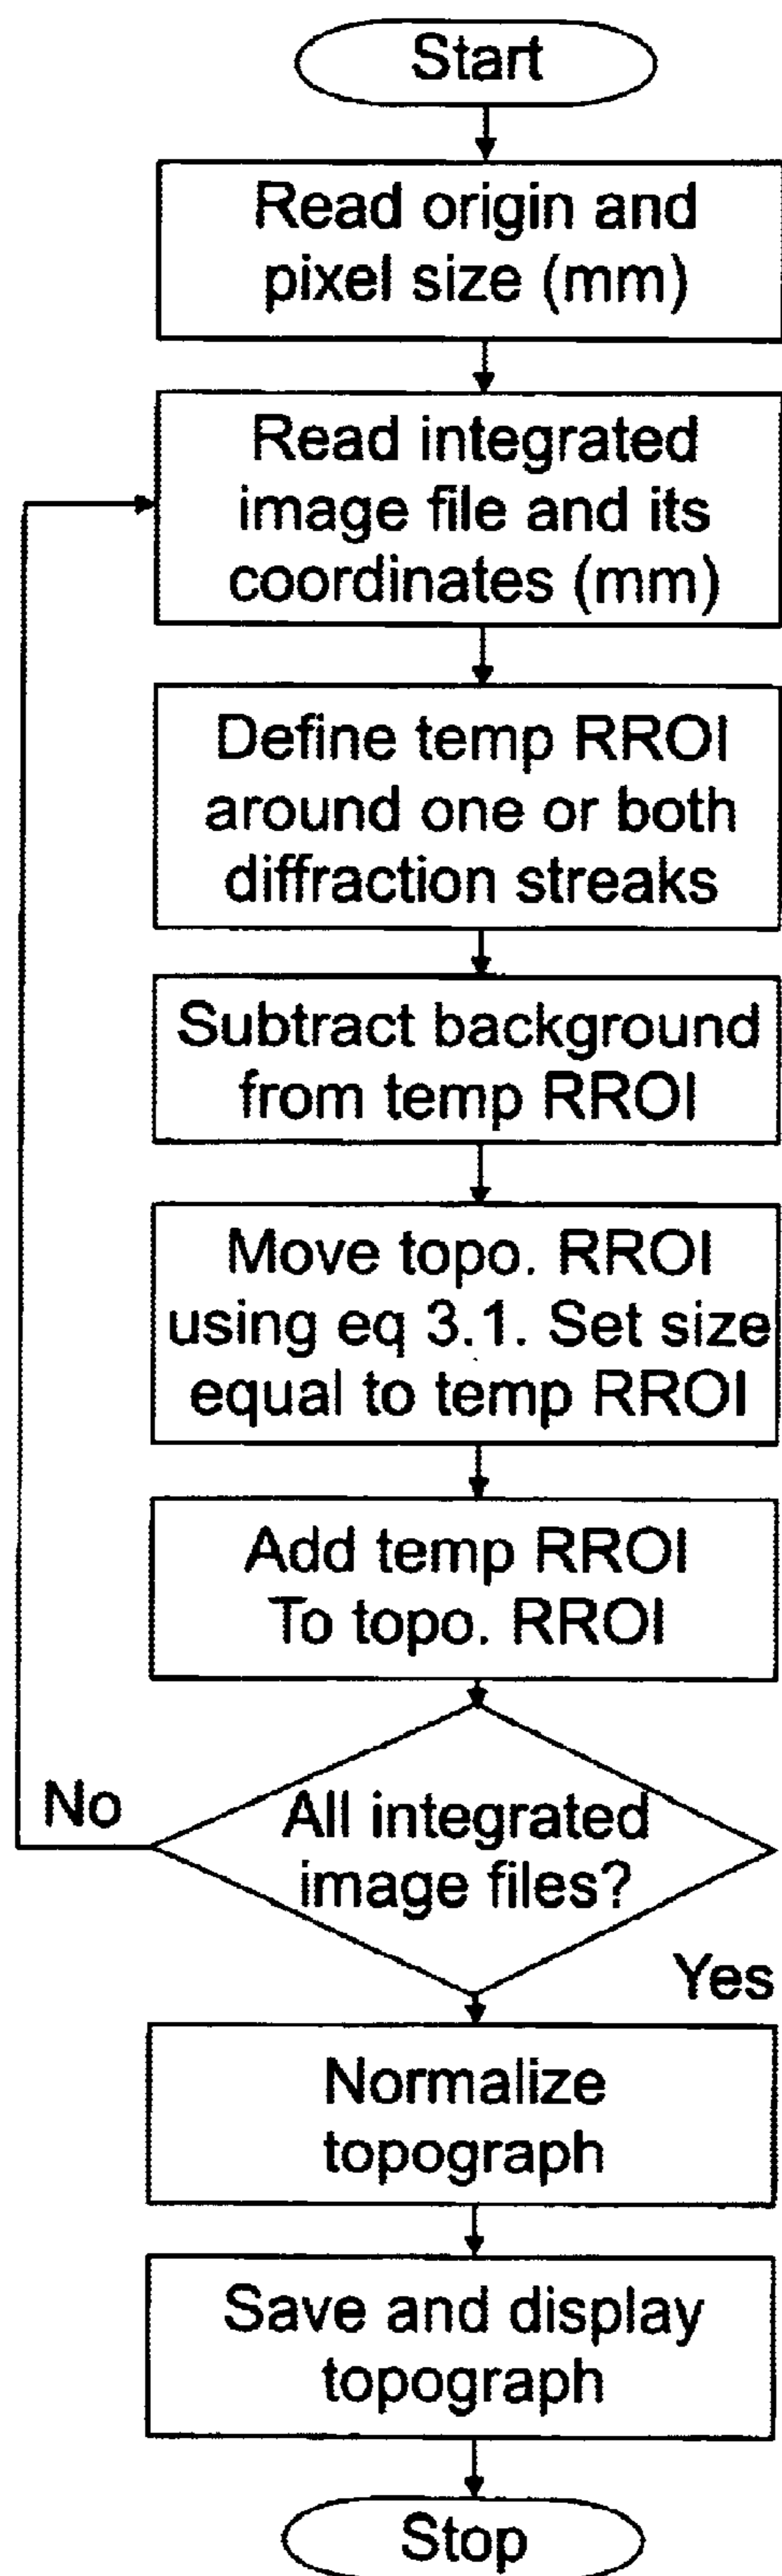 Start
Read origin and
pixel size (mm)
Read integrated
image file and its
coordinates (mm)
Define temp RROI
around one or both
diffraction streaks
Subtract background
from temp RROI
Move topo. RROI
using eq 3.1. Set size
equal to temp RROI
Add temp RROI
To topo. RROI
No
All integrated
image files?
Yes
Normalize
topograph
Save and display
topograph
Stop